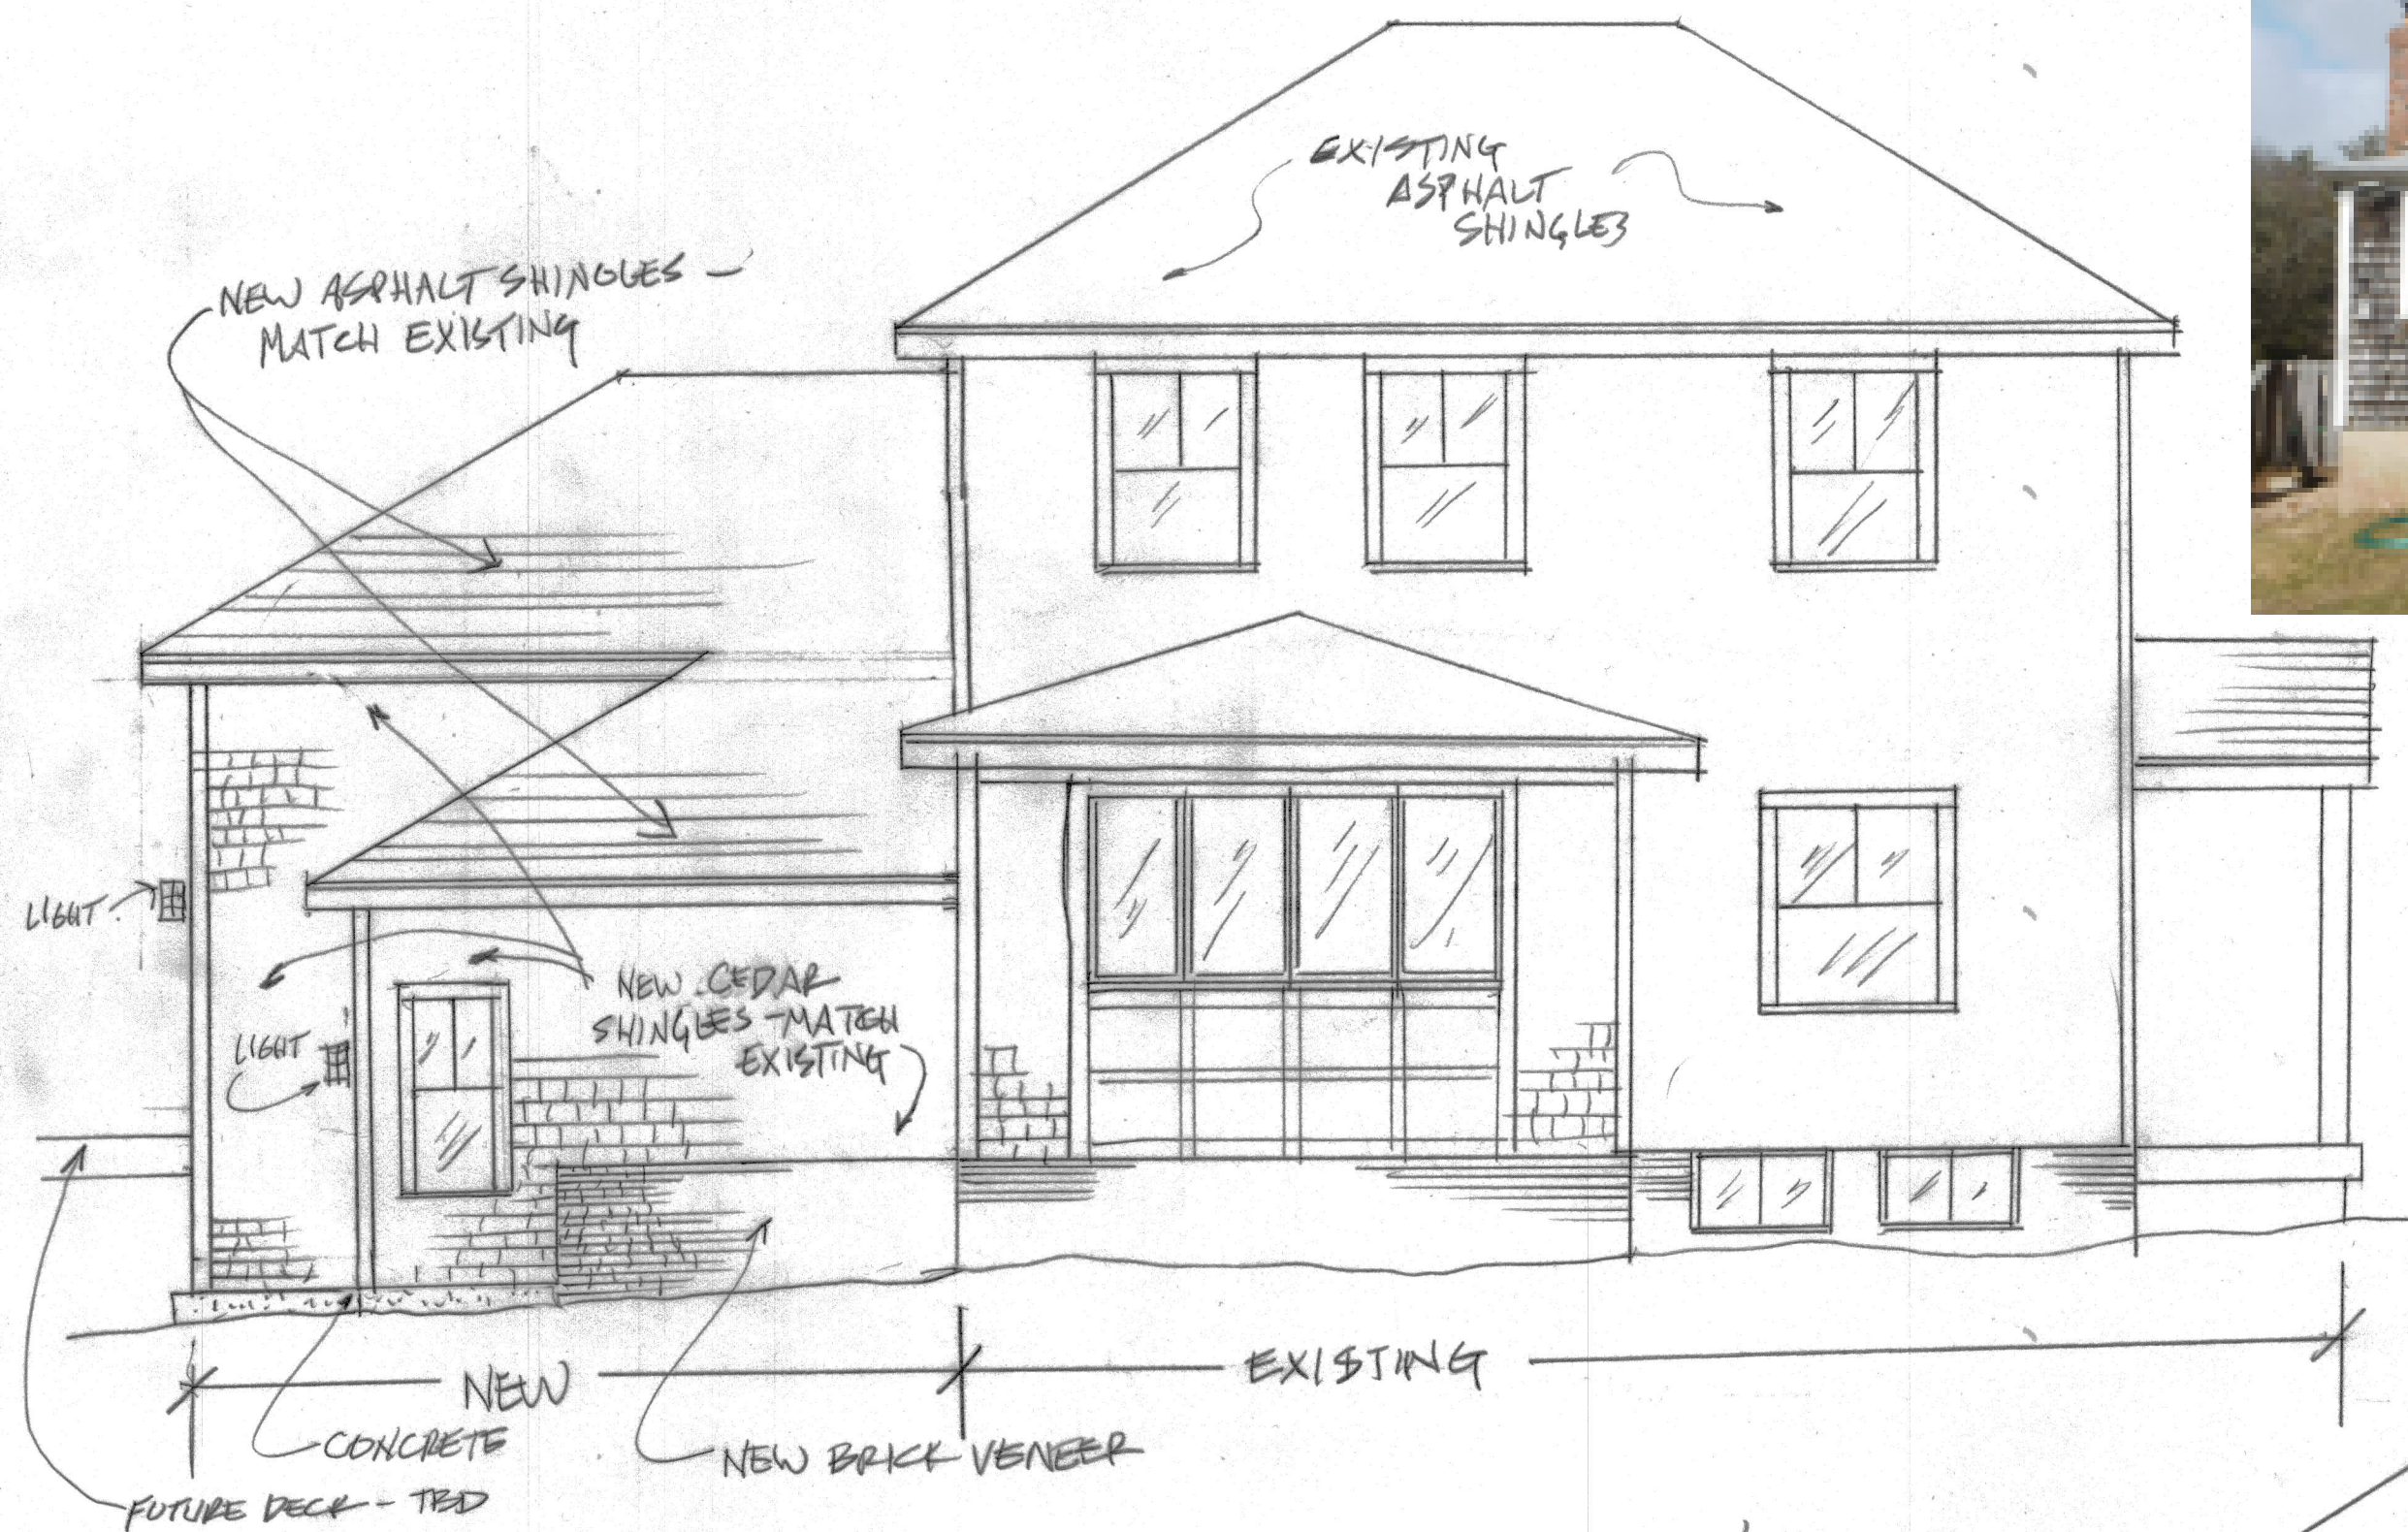 EXISTING
ASPHALT
SHINGLES
NEW ASPHALT SHINGLES -
MATCH EXISTING
LIGHT
LIGHT
NEW CEDAR
SHINGLES - MATCH
EXISTING
NEW
EXISTING
CONCRETE
NEW BRICK VENEER
FUTURE DECK - TBD